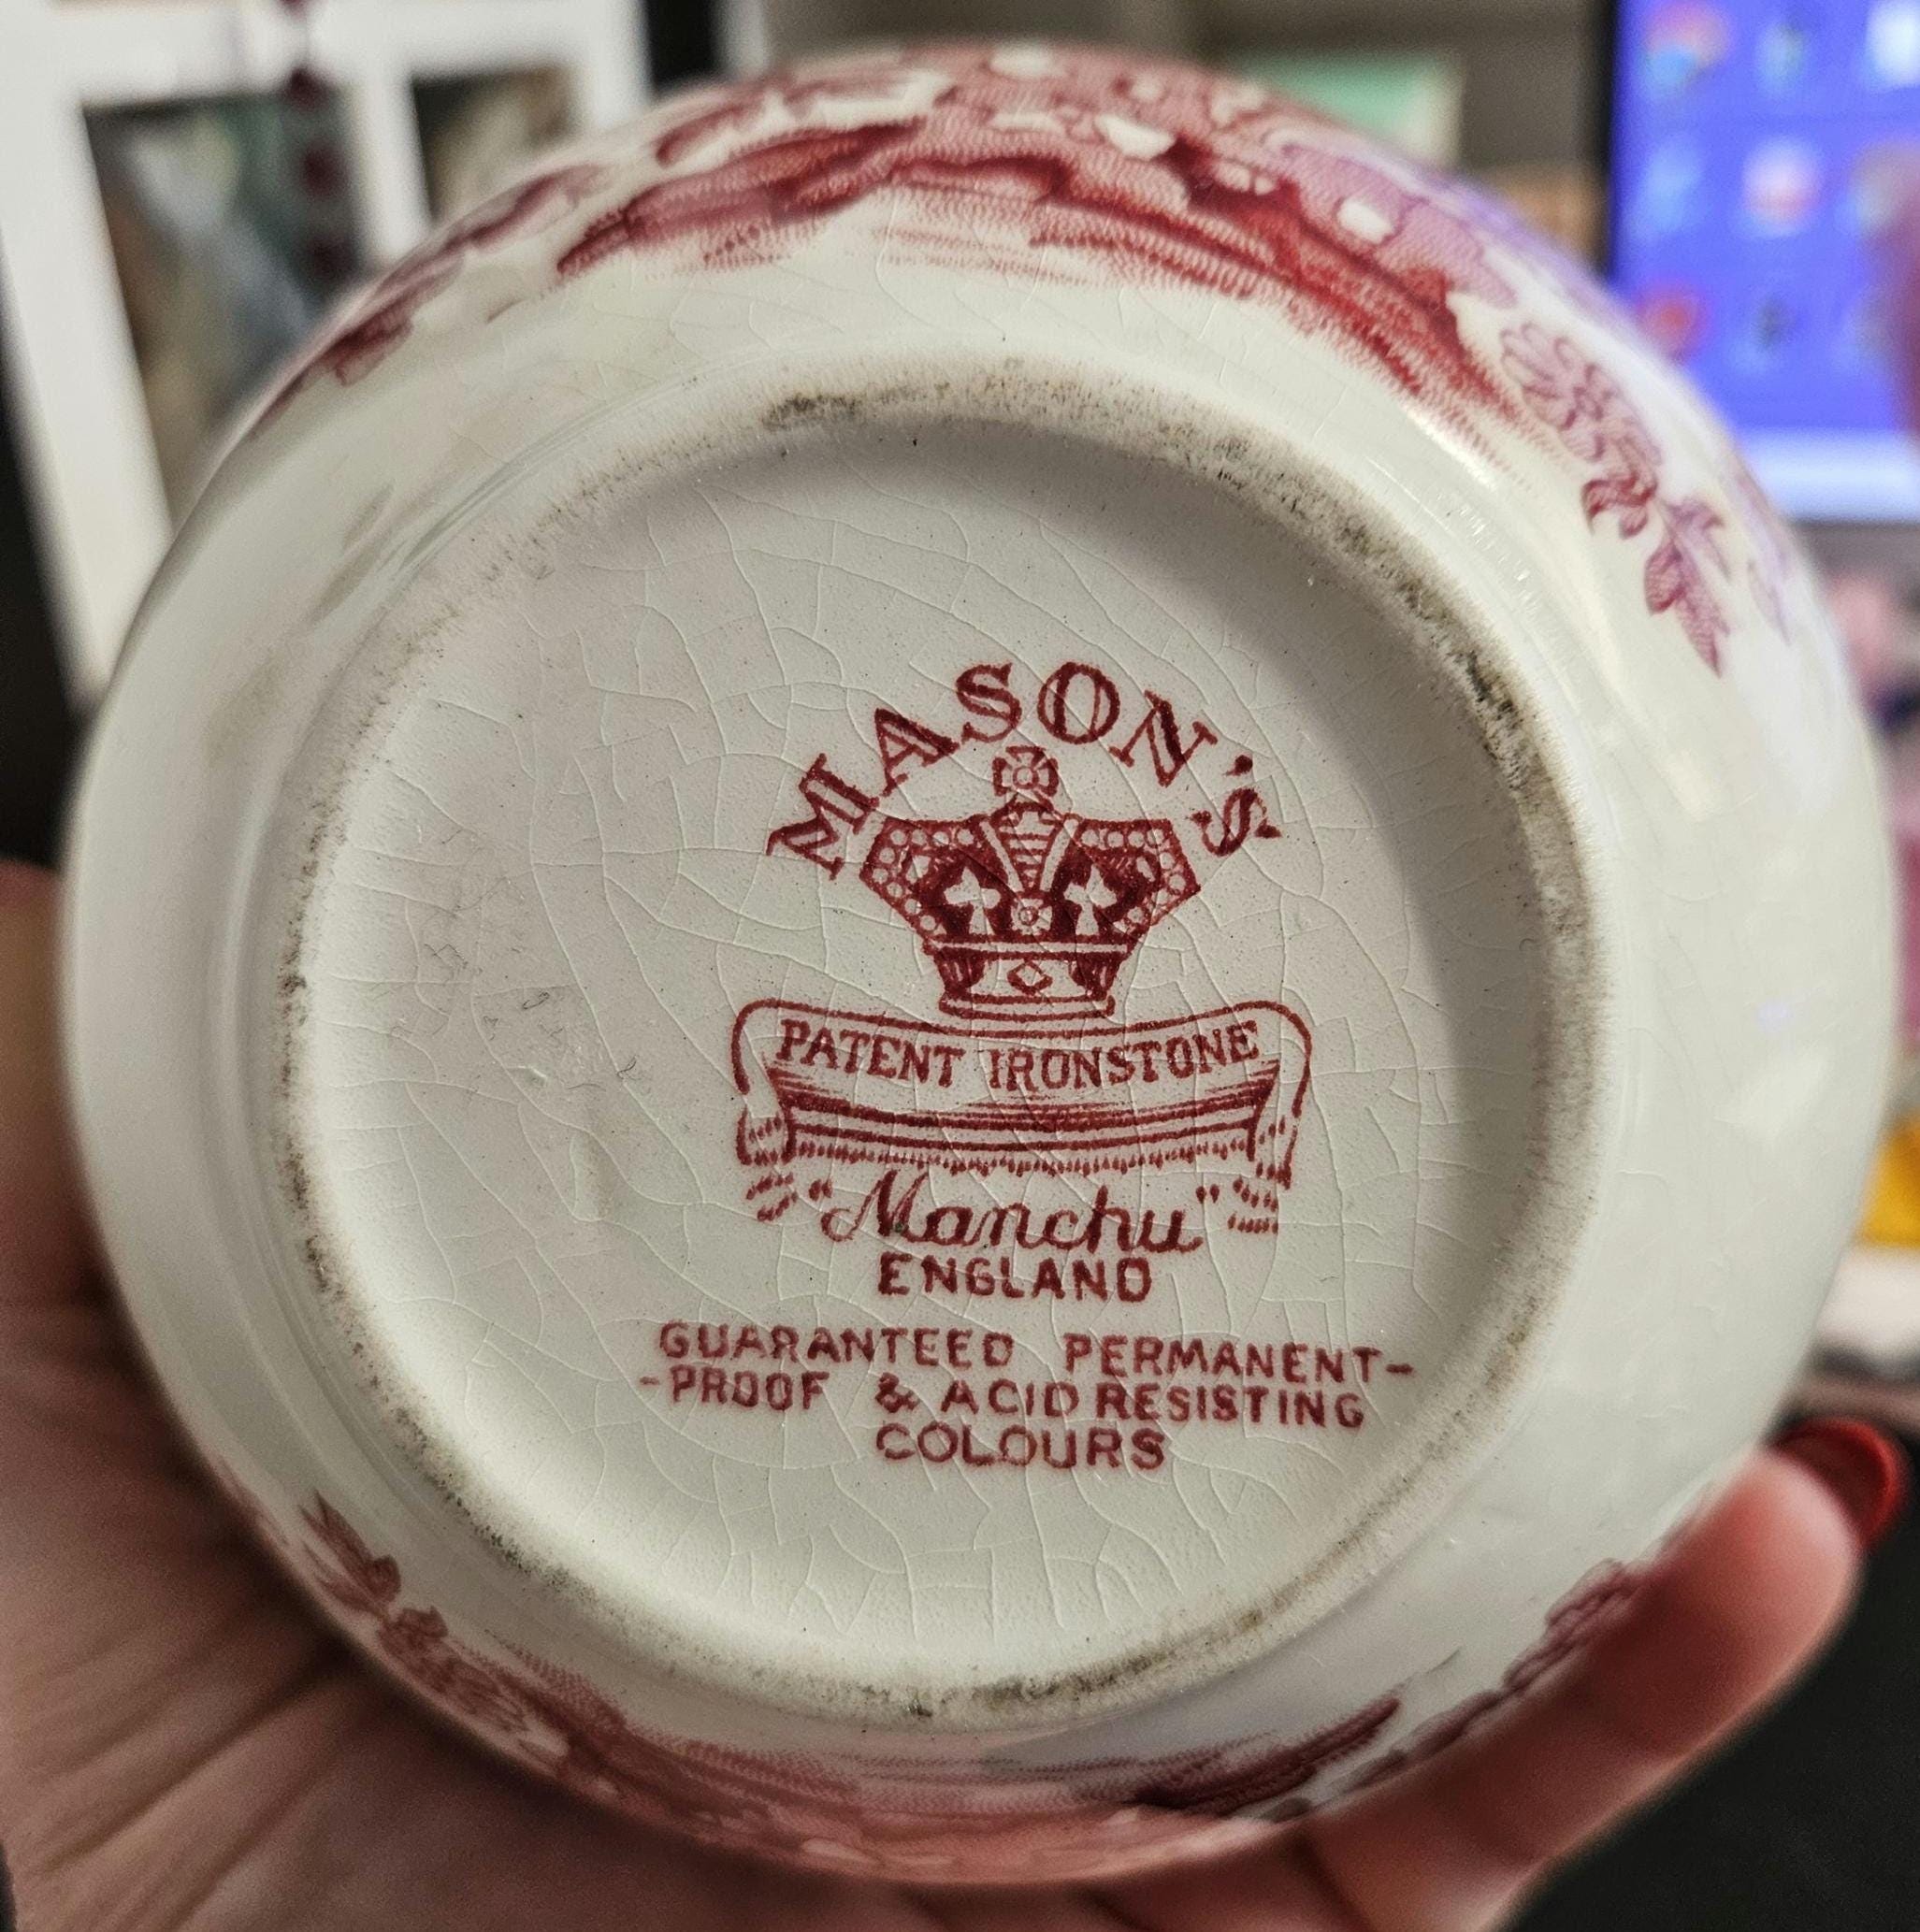 MASON'S
PATENT IRONSTONE
"Manchu"
ENGLAND
GUARANTEED PERMANENT-
-PROOF & ACID RESISTING
COLOURS